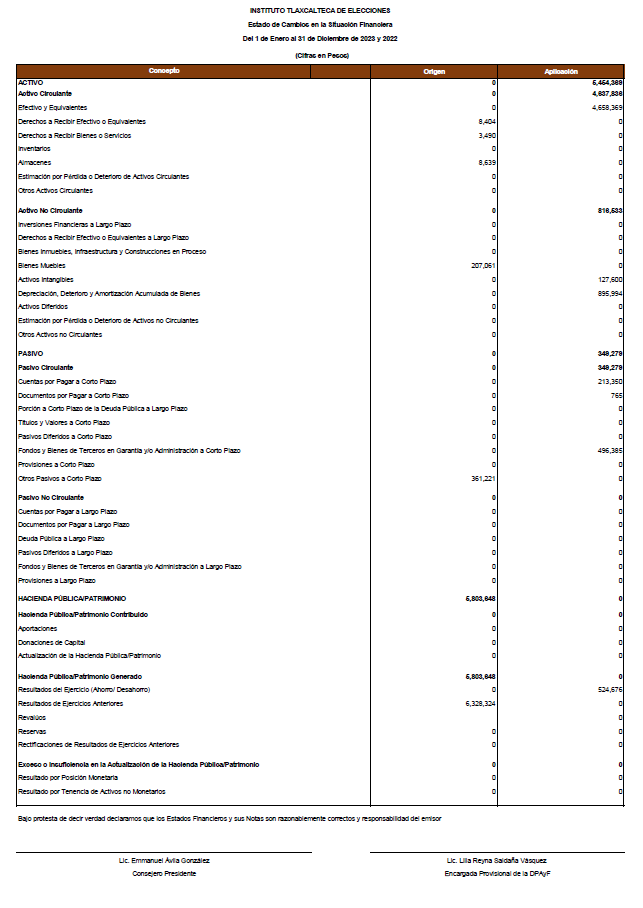 INSTITUTO TLAXCALTECA DE ELECCIONES
Estado de Cambios en la Situación Financiera
Del 1 de Enero al 31 de Diciembre de 2023 y 2022
(Cifras en Pesos)
Concepto Origen Aplicación
ACTIVO 0 5,454,369
Activo Circulante 0 4,637,836
Efectivo y Equivalentes 0 4,658,369
Derechos a Recibir Efectivo o Equivalentes 8,404 0
Derechos a Recibir Bienes o Servicios 3,490 0
Inventarios 0 0
Almacenes 8,639 0
Estimación por Pérdida o Deterioro de Activos Circulantes 0 0
Otros Activos Circulantes 0 0
Activo No Circulante 0 816,533
Inversiones Financieras a Largo Plazo 0 0
Derechos a Recibir Efectivo o Equivalentes a Largo Plazo 0 0
Bienes Inmuebles, Infraestructura y Construcciones en Proceso 0 0
Bienes Muebles 207,061 0
Activos Intangibles 0 127,600
Depreciación, Deterioro y Amortización Acumulada de Bienes 0 895,994
Activos Diferidos 0 0
Estimación por Pérdida o Deterioro de Activos no Circulantes 0 0
Otros Activos no Circulantes 0 0
PASIVO 0 349,279
Pasivo Circulante 0 349,279
Cuentas por Pagar a Corto Plazo 0 213,350
Documentos por Pagar a Corto Plazo 0 765
Porción a Corto Plazo de la Deuda Pública a Largo Plazo 0 0
Títulos y Valores a Corto Plazo 0 0
Pasivos Diferidos a Corto Plazo 0 0
Fondos y Bienes de Terceros en Garantía y/o Administración a Corto Plazo 0 496,385
Provisiones a Corto Plazo 0 0
Otros Pasivos a Corto Plazo 361,221 0
Pasivo No Circulante 0 0
Cuentas por Pagar a Largo Plazo 0 0
Documentos por Pagar a Largo Plazo 0 0
Deuda Pública a Largo Plazo 0 0
Pasivos Diferidos a Largo Plazo 0 0
Fondos y Bienes de Terceros en Garantía y/o Administración a Largo Plazo 0 0
Provisiones a Largo Plazo 0 0
HACIENDA PÚBLICA/PATRIMONIO 5,803,648 0
Hacienda Pública/Patrimonio Contribuido 0 0
Aportaciones 0 0
Donaciones de Capital 0 0
Actualización de la Hacienda Pública/Patrimonio 0 0
Hacienda Pública/Patrimonio Generado 5,803,648 0
Resultados del Ejercicio (Ahorro/ Desahorro) 0 524,676
Resultados de Ejercicios Anteriores 6,328,324 0
Revalúos 0
Reservas 0 0
Rectificaciones de Resultados de Ejercicios Anteriores 0 0
Exceso o Insuficiencia en la Actualización de la Hacienda Pública/Patrimonio 0 0
Resultado por Posición Monetaria 0 0
Resultado por Tenencia de Activos no Monetarios 0 0
Bajo protesta de decir verdad declaramos que los Estados Financieros y sus Notas son razonablemente correctos y responsabilidad del emisor
Lic. Emmanuel Ávila González Lic. Lilia Reyna Saldaña Vásquez
Consejero Presidente Encargada Provisional de la DPAyF